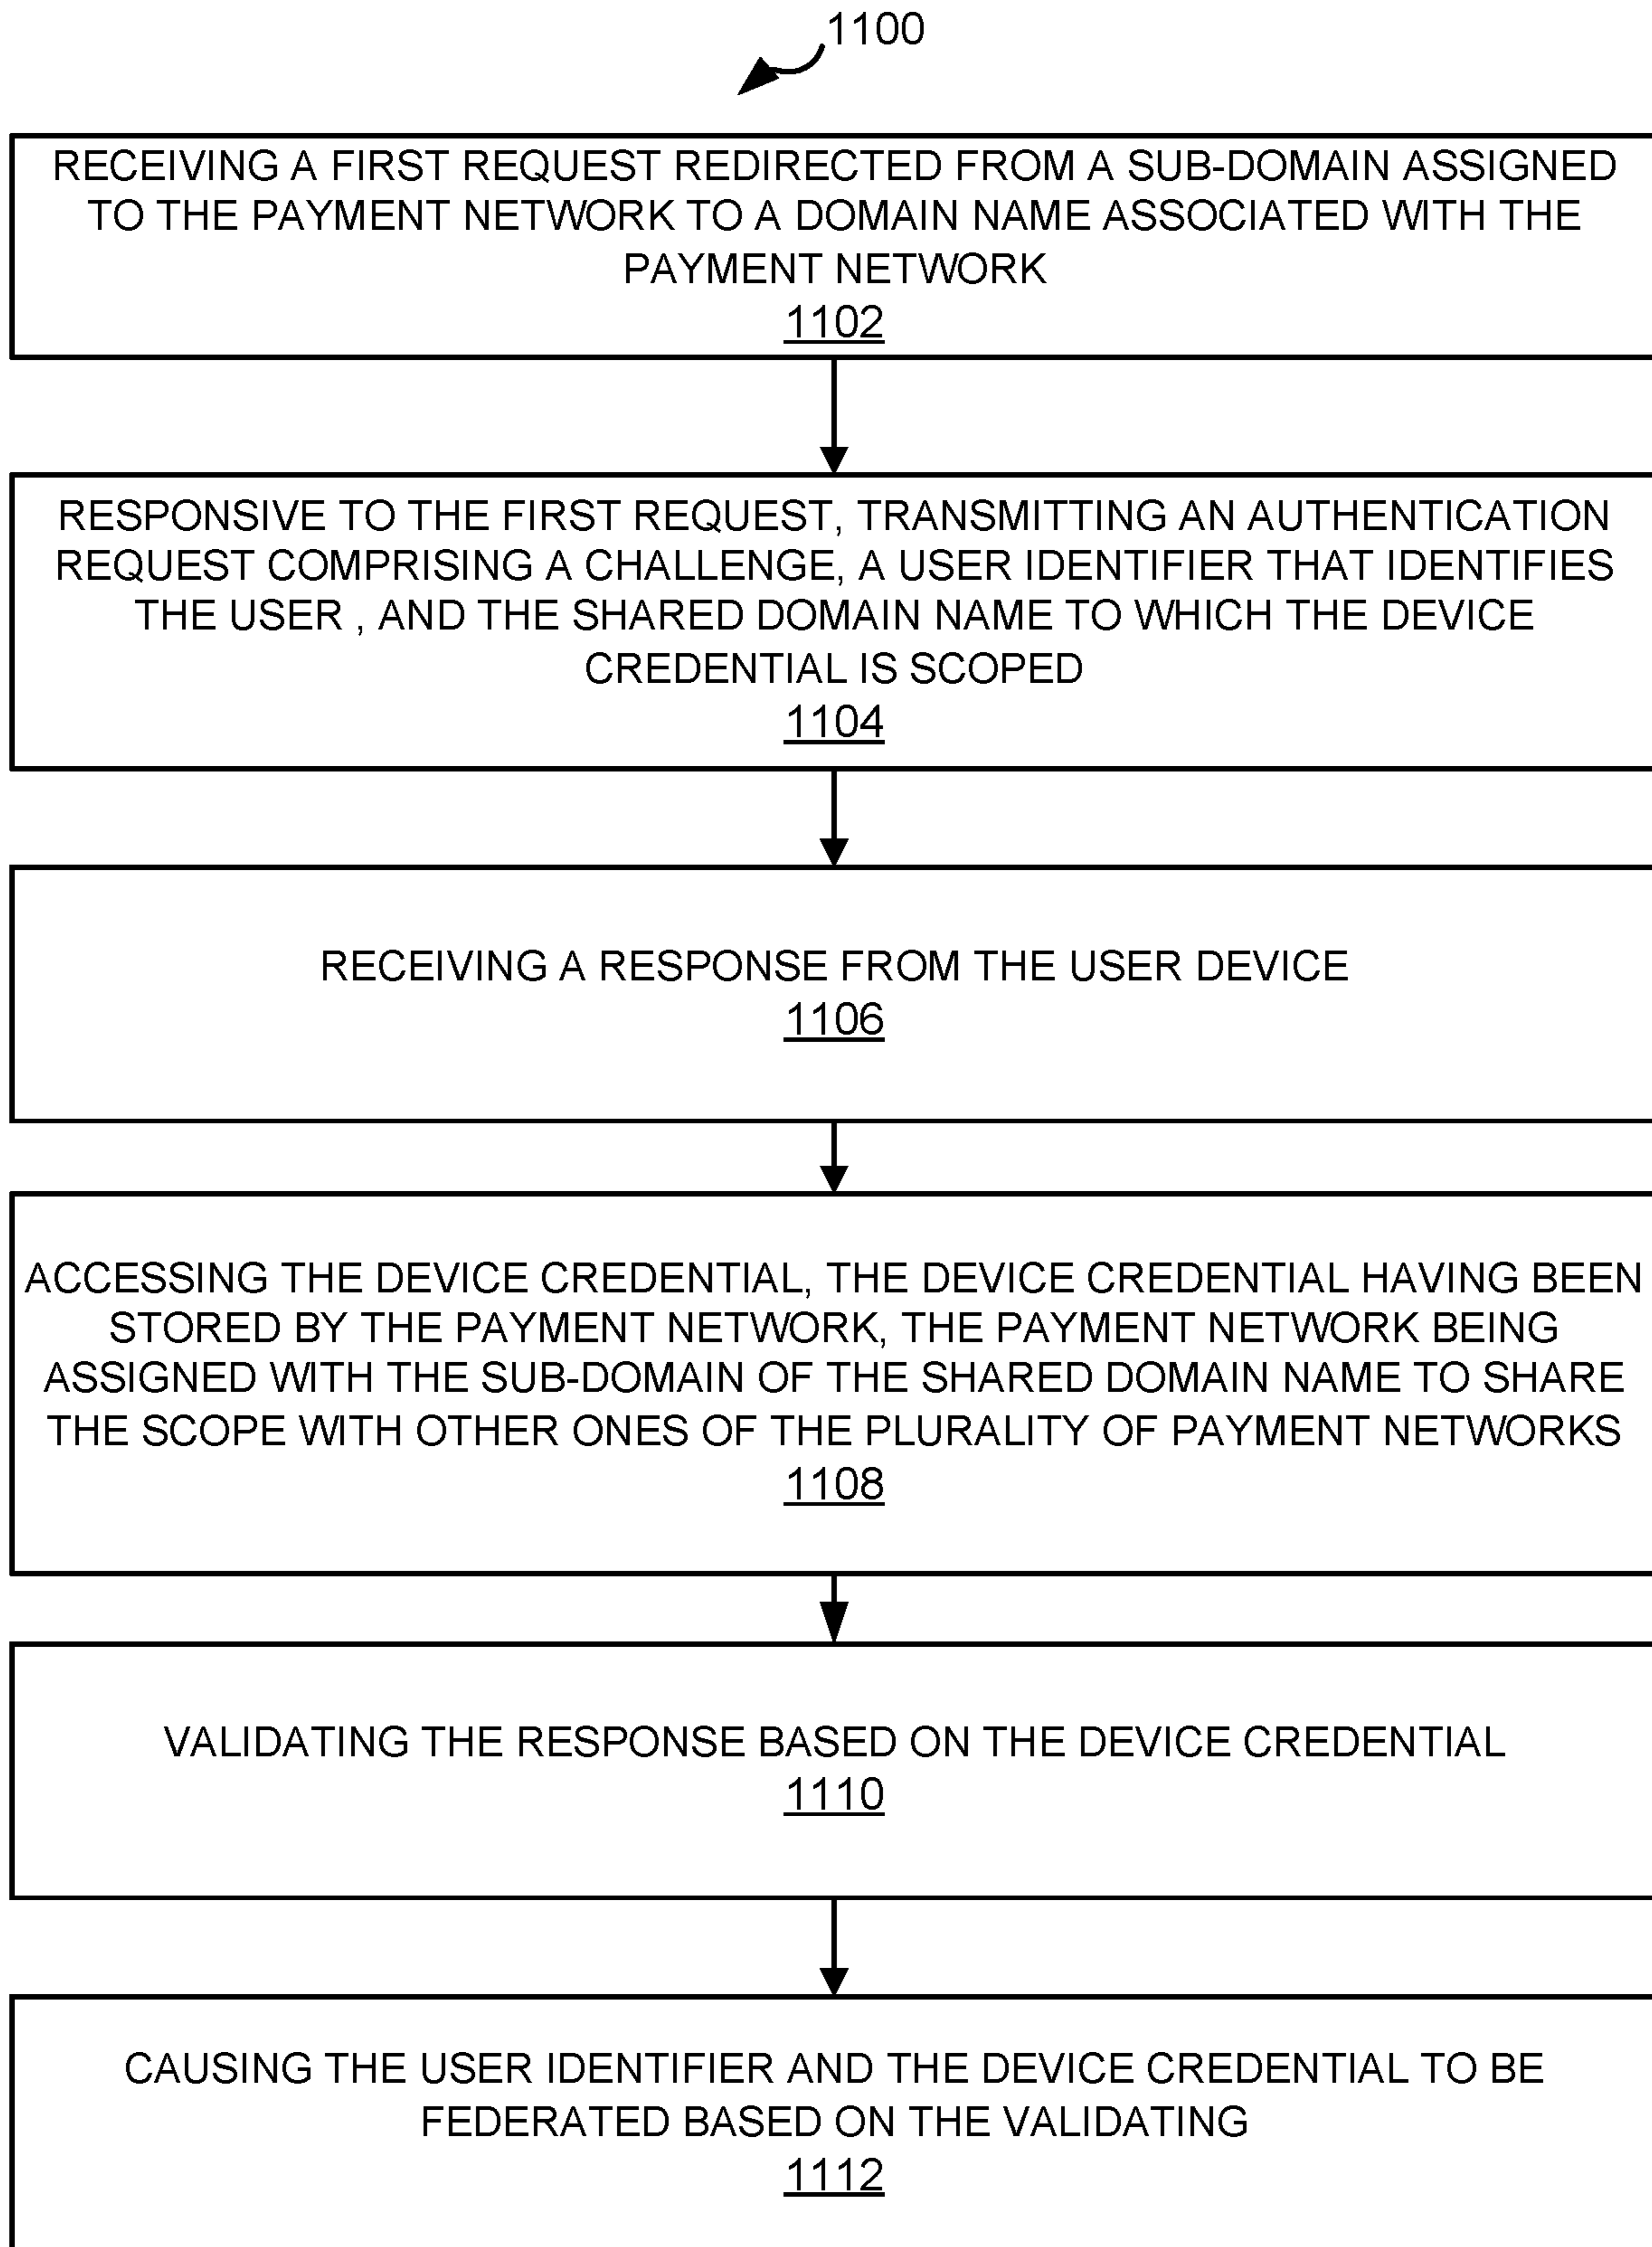 1100
RECEIVING A FIRST REQUEST REDIRECTED FROM A SUB-DOMAIN ASSIGNED
TO THE PAYMENT NETWORK TO A DOMAIN NAME ASSOCIATED WITH THE
PAYMENT NETWORK
1102
RESPONSIVE TO THE FIRST REQUEST, TRANSMITTING AN AUTHENTICATION
REQUEST COMPRISING A CHALLENGE, A USER IDENTIFIER THAT IDENTIFIES
THE USER , AND THE SHARED DOMAIN NAME TO WHICH THE DEVICE
CREDENTIAL IS SCOPED
1104
RECEIVING A RESPONSE FROM THE USER DEVICE
1106
ACCESSING THE DEVICE CREDENTIAL, THE DEVICE CREDENTIAL HAVING BEEN
STORED BY THE PAYMENT NETWORK, THE PAYMENT NETWORK BEING
ASSIGNED WITH THE SUB-DOMAIN OF THE SHARED DOMAIN NAME TO SHARE
THE SCOPE WITH OTHER ONES OF THE PLURALITY OF PAYMENT NETWORKS
1108
VALIDATING THE RESPONSE BASED ON THE DEVICE CREDENTIAL
1110
CAUSING THE USER IDENTIFIER AND THE DEVICE CREDENTIAL TO BE
FEDERATED BASED ON THE VALIDATING
1112